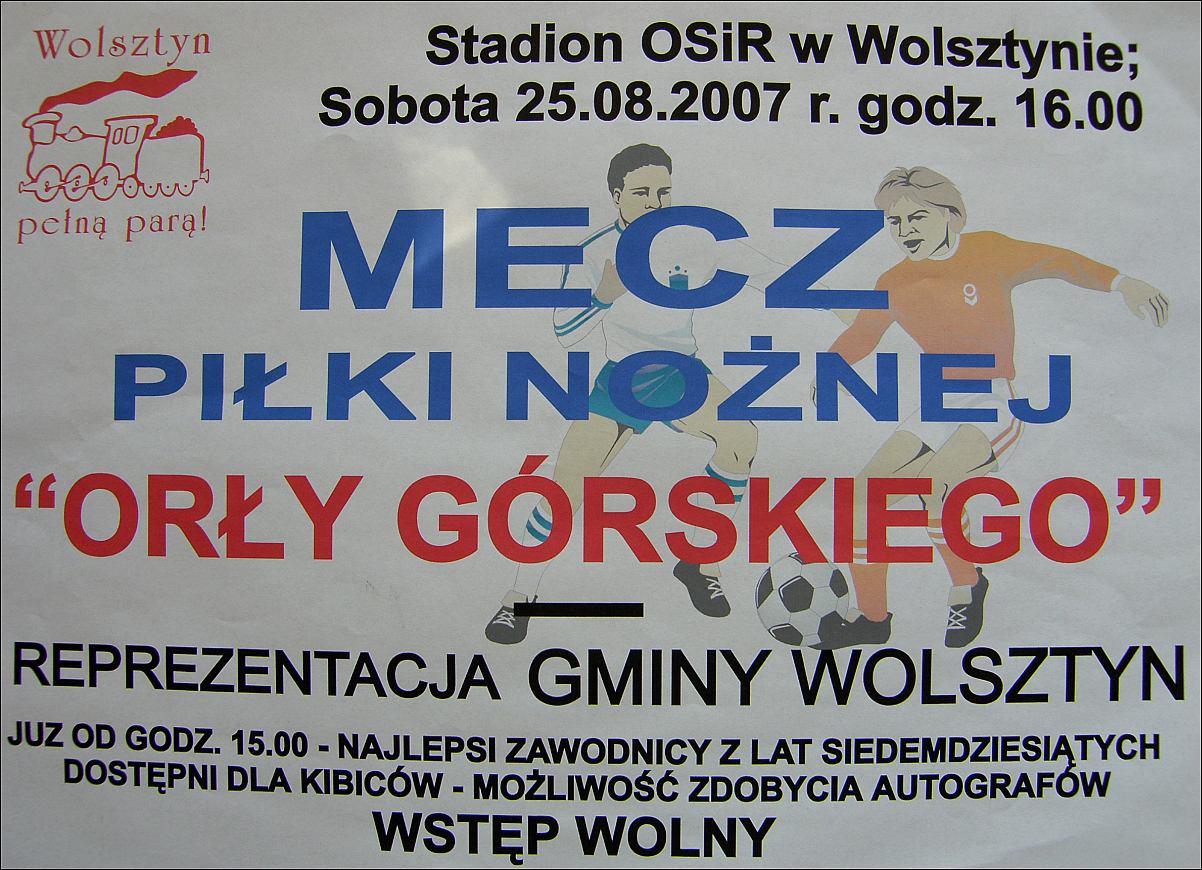 Wolsztyn
pełną parą!
Stadion OSiR w Wolsztynie;
Sobota 25.08.2007 r. godz. 16.00
MECZ
PIŁKI NOŻNEJ
“ORŁY GÓRSKIEGO”
—
REPREZENTACJA GMINY WOLSZTYN
JUZ OD GODZ. 15.00 - NAJLEPSI ZAWODNICY Z LAT SIEDEMDZIESIĄTYCH
DOSTĘPNI DLA KIBICÓW - MOŻLIWOŚĆ ZDOBYCIA AUTOGRAFÓW
WSTĘP WOLNY